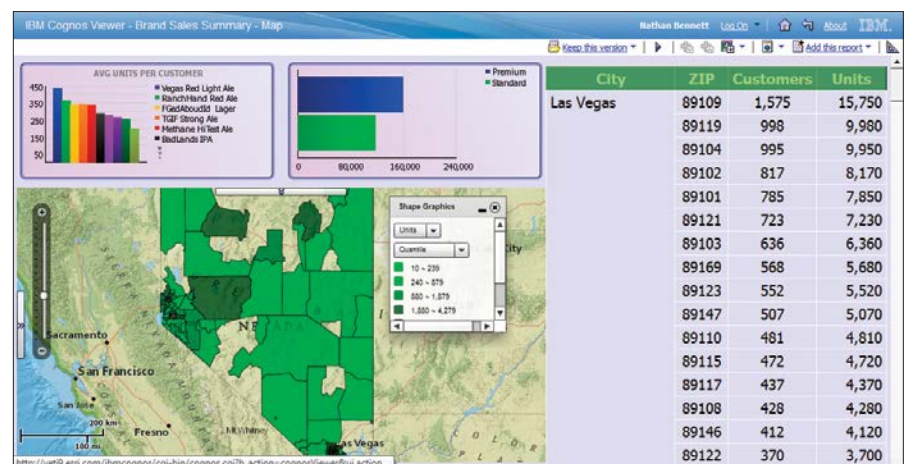 IBM Cognos Viewer - Brand Sales Summary - Map
Nathan Bennett Log On About IBM.
Keep this version Add this report
AVG UNITS PER CUSTOMER
450
350
250
150
50
Vegas Red Light Ale
RanchHand Red Ale
FGedAboudId Lager
TGIF Strong Ale
Methane HiTest Ale
BadLands IPA
Premium
Standard
0 80,000 160,000 240,000
City ZIP Customers Units
Las Vegas 89109 1,575 15,750
89119 998 9,980
89104 995 9,950
89102 817 8,170
89101 785 7,850
89121 723 7,230
89103 636 6,360
89169 568 5,680
89123 552 5,520
89147 507 5,070
89110 481 4,810
89115 472 4,720
89117 437 4,370
89108 428 4,280
89146 412 4,120
89122 370 3,700
Shape Graphics
Units
Quantile
10 ~ 239
240 ~ 879
880 ~ 1,879
1,880 ~ 4,279
City
NEVADA
Sacramento
San Francisco
San Jose
Fresno
Mt Whitney
as Vegas
200 km
100 mi